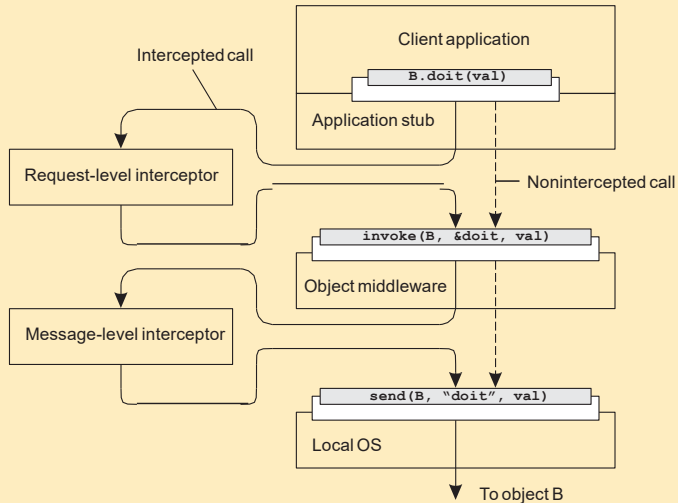 Client application
Intercepted call
B.doit(val)
Application stub
Request-level interceptor
Nonintercepted call
invoke(B, &doit, val)
Object middleware
Message-level interceptor
send(B, “doit”, val)
Local OS
To object B